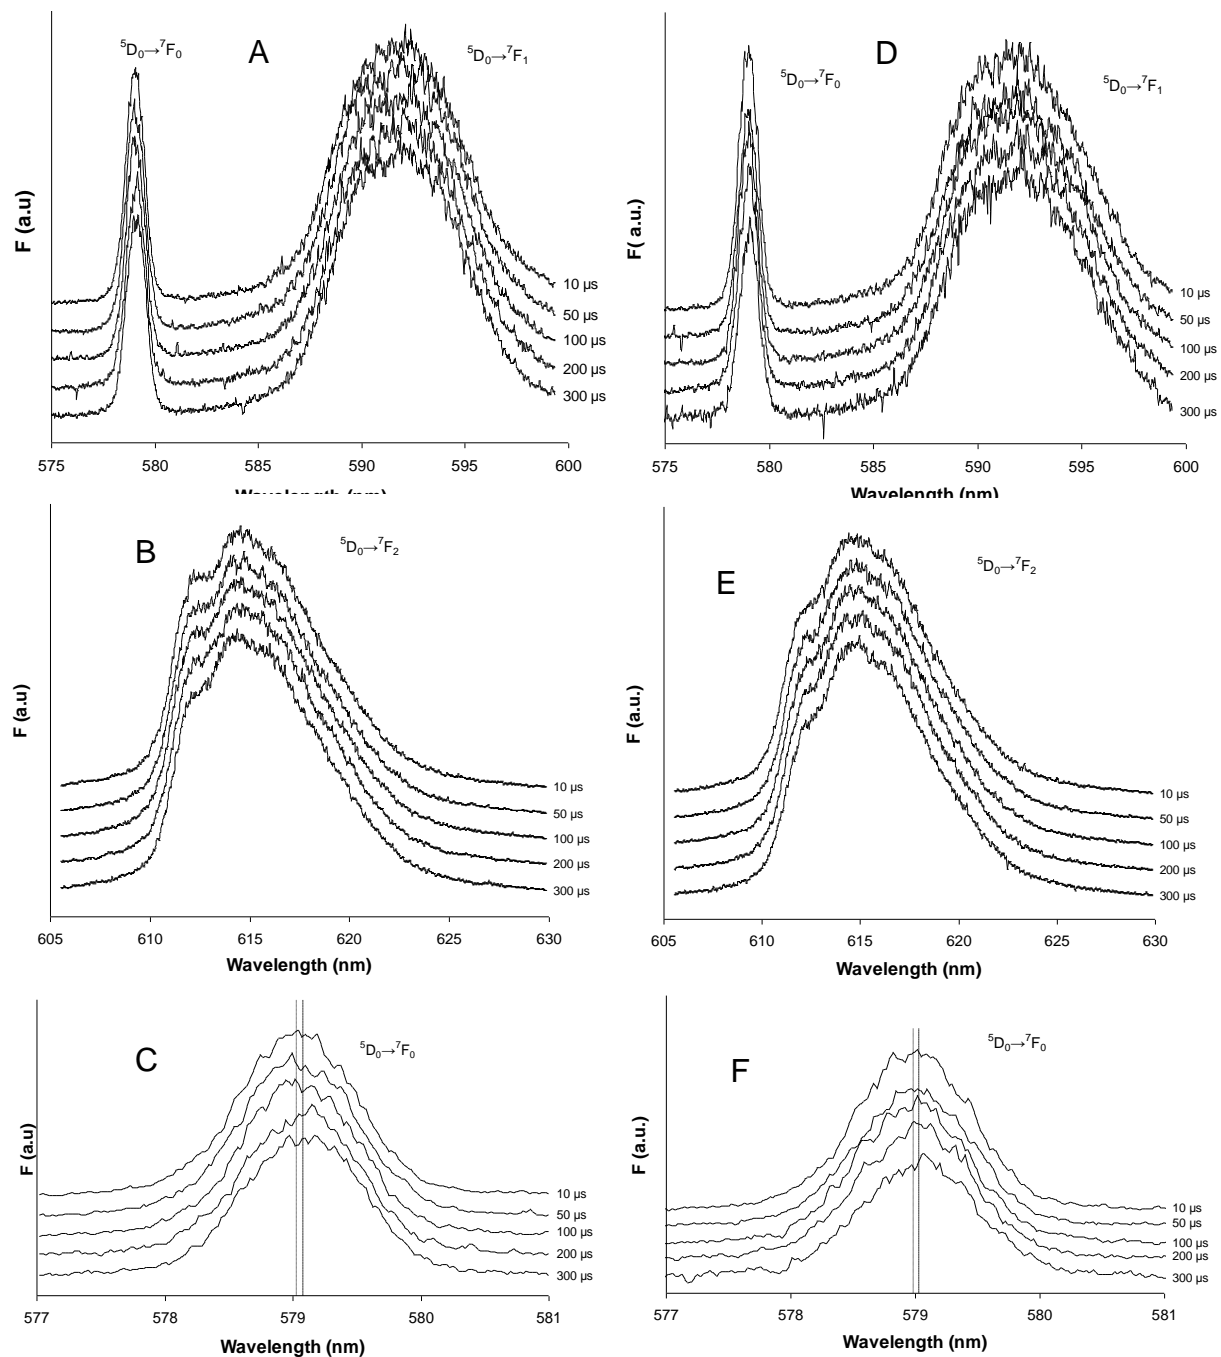 ⁵D₀→⁷F₀
A
⁵D₀→⁷F₁
F (a.u)
10 µs
50 µs
100 µs
200 µs
300 µs
575 580 585 590 595 600
Wavelength (nm)
⁵D₀→⁷F₀
D
⁵D₀→⁷F₁
F( a.u.)
10 µs
50 µs
100 µs
200 µs
300 µs
575 580 585 590 595 600
Wavelength (nm)
B
⁵D₀→⁷F₂
F (a.u)
10 µs
50 µs
100 µs
200 µs
300 µs
605 610 615 620 625 630
Wavelength (nm)
E
⁵D₀→⁷F₂
F (a.u.)
10 µs
50 µs
100 µs
200 µs
300 µs
605 610 615 620 625 630
Wavelength (nm)
C
⁵D₀→⁷F₀
F (a.u)
10 µs
50 µs
100 µs
200 µs
300 µs
577 578 579 580 581
Wavelength (nm)
F
⁵D₀→⁷F₀
F (a.u.)
10 µs
50 µs
100 µs
200 µs
300 µs
577 578 579 580 581
Wavelength (nm)